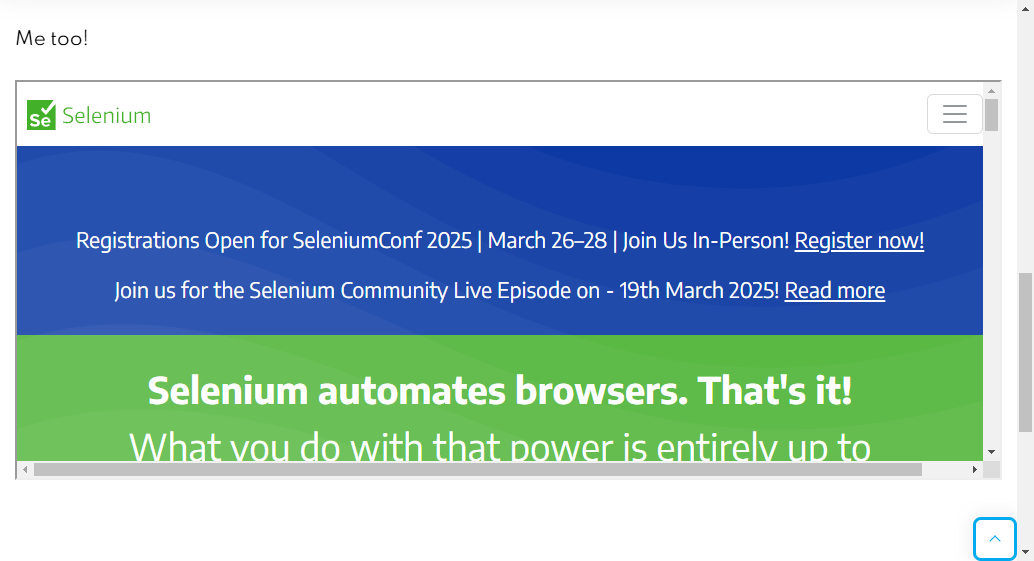 Me too!
Se Selenium
Registrations Open for SeleniumConf 2025 | March 26–28 | Join Us In-Person! Register now!
Join us for the Selenium Community Live Episode on - 19th March 2025! Read more
Selenium automates browsers. That's it!
What you do with that power is entirely up to